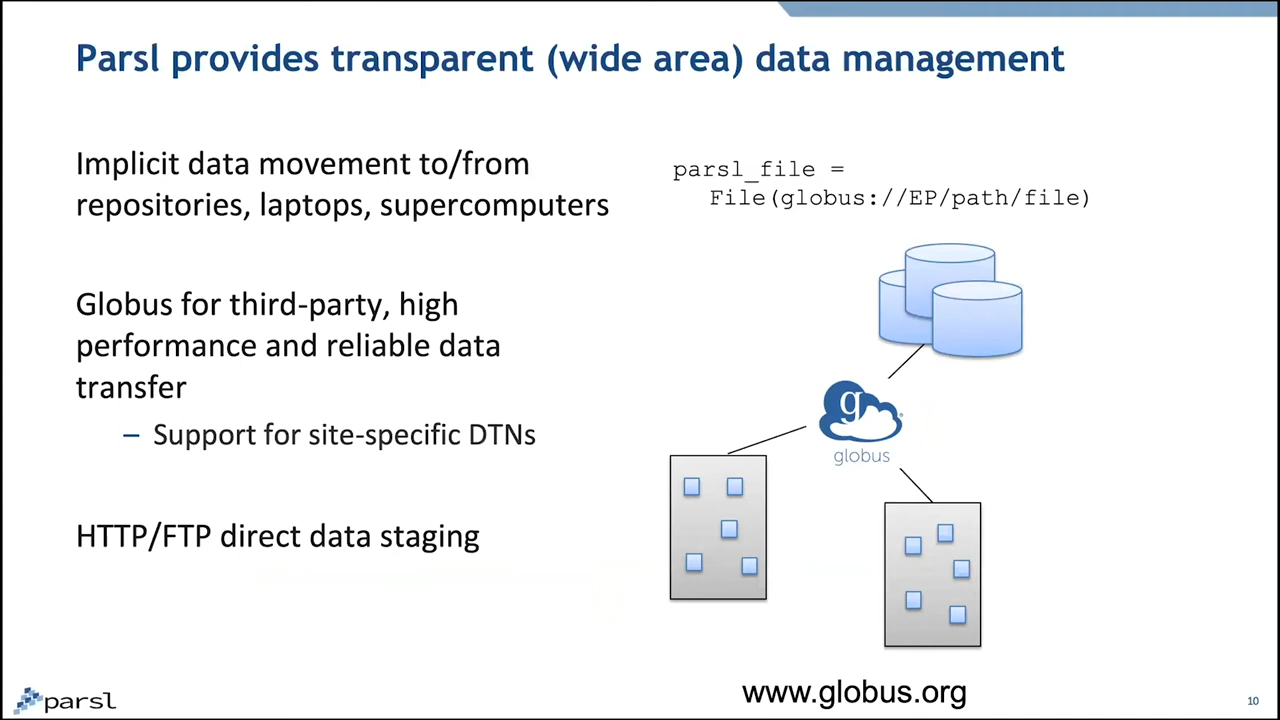 Parsl provides transparent (wide area) data management
Implicit data movement to/from
repositories, laptops, supercomputers
Globus for third-party, high
performance and reliable data
transfer
– Support for site-specific DTNs
HTTP/FTP direct data staging
parsl_file =
File(globus://EP/path/file)
g
globus
www.globus.org
parsl
10